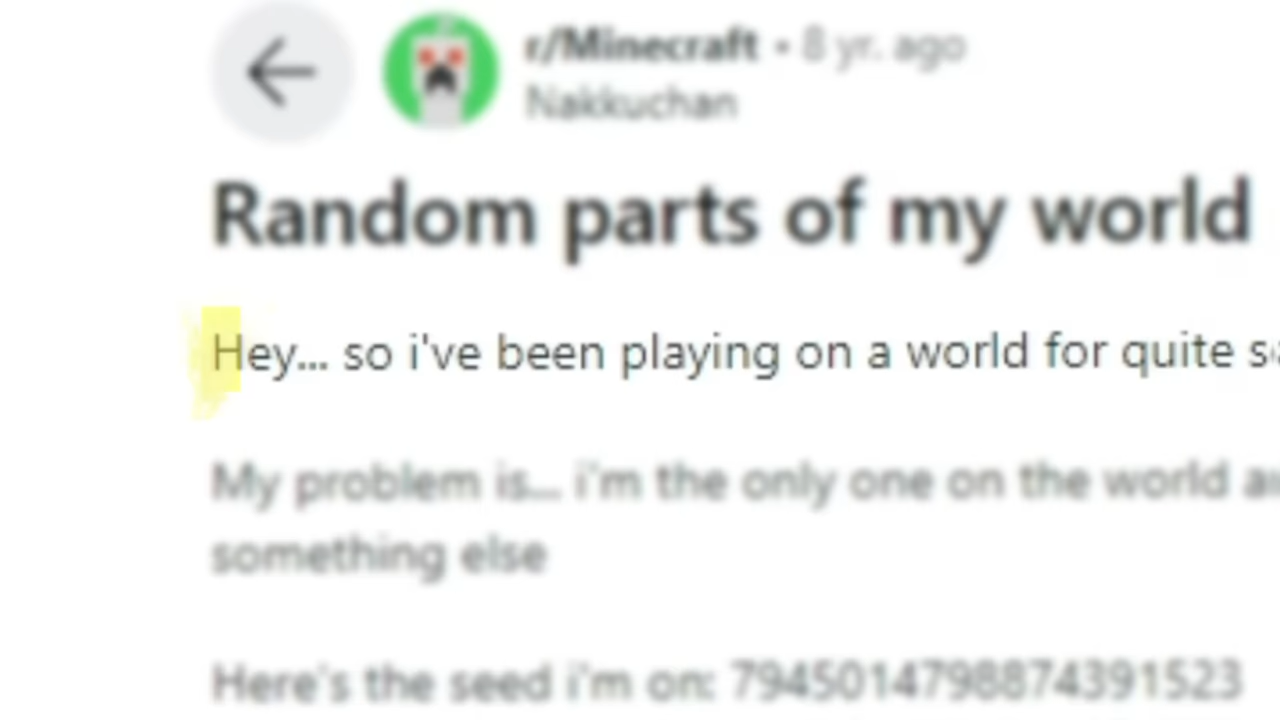 r/Minecraft • 8 yr. ago
Nakkuchan
Random parts of my world
Hey... so i've been playing on a world for quite
My problem is... i'm the only one on the world
something else
Here's the seed i'm on: 7945014798874391523